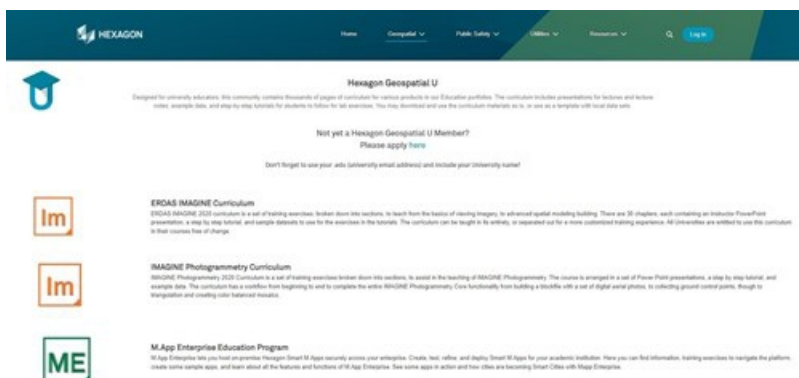 HEXAGON
Home Geospatial Public Safety Utilities Resources Log In
Hexagon Geospatial U
Designed for university educators, this community contains thousands of pages of curriculum for various products in our Education portfolios. The curriculum includes presentations for lectures and lecture
notes, example data, and step-by-step tutorials for students to follow for lab exercises. You may download and use the curriculum materials as is, or use as a template with local data sets.
Not yet a Hexagon Geospatial U Member?
Please apply here
Don't forget to use your .edu (university email address) and include your University name!
Im
ERDAS IMAGINE Curriculum
ERDAS IMAGINE 2020 curriculum is a set of training exercises, broken down into sections, to teach from the basics of viewing imagery, to advanced spatial modeling building. There are 30 chapters, each containing an Instructor PowerPoint
presentation, a step by step tutorial, and sample datasets to use for the exercises in the tutorials. The curriculum can be taught in its entirety, or separated out for a more customized training experience. All Universities are entitled to use this curriculum
in their courses free of charge.
Im
IMAGINE Photogrammetry Curriculum
IMAGINE Photogrammetry 2020 Curriculum is a set of training exercises broken down into sections, to assist in the teaching of IMAGINE Photogrammetry. The course is arranged in a set of Power Point presentations, a step by step tutorial, and
example data. The curriculum has a workflow from beginning to end to complete the entire IMAGINE Photogrammetry Core functionality from building a blockfile with a set of digital aerial photos, to collecting ground control points, though to
triangulation and creating color balanced mosaics.
ME
M.App Enterprise Education Program
M.App Enterprise lets you host on-premise Hexagon Smart M.Apps securely across your enterprise. Create, test, refine, and deploy Smart M.Apps for your academic institution. Here you can find information, training exercises to navigate the platform,
create some sample apps, and learn about all the features and functions of M.App Enterprise. See some apps in action and how cities are becoming Smart Cities with Mapp Enterprise.